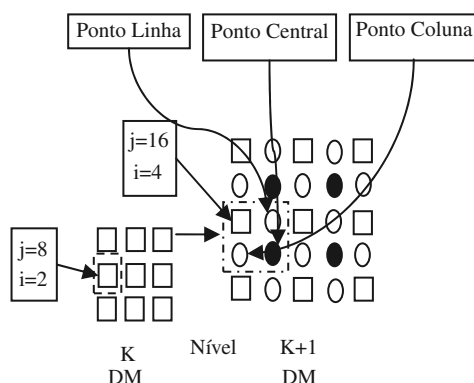 Ponto Linha
Ponto Central
Ponto Coluna
j=16
i=4
j=8
i=2
K
Nível
K+1
DM
DM